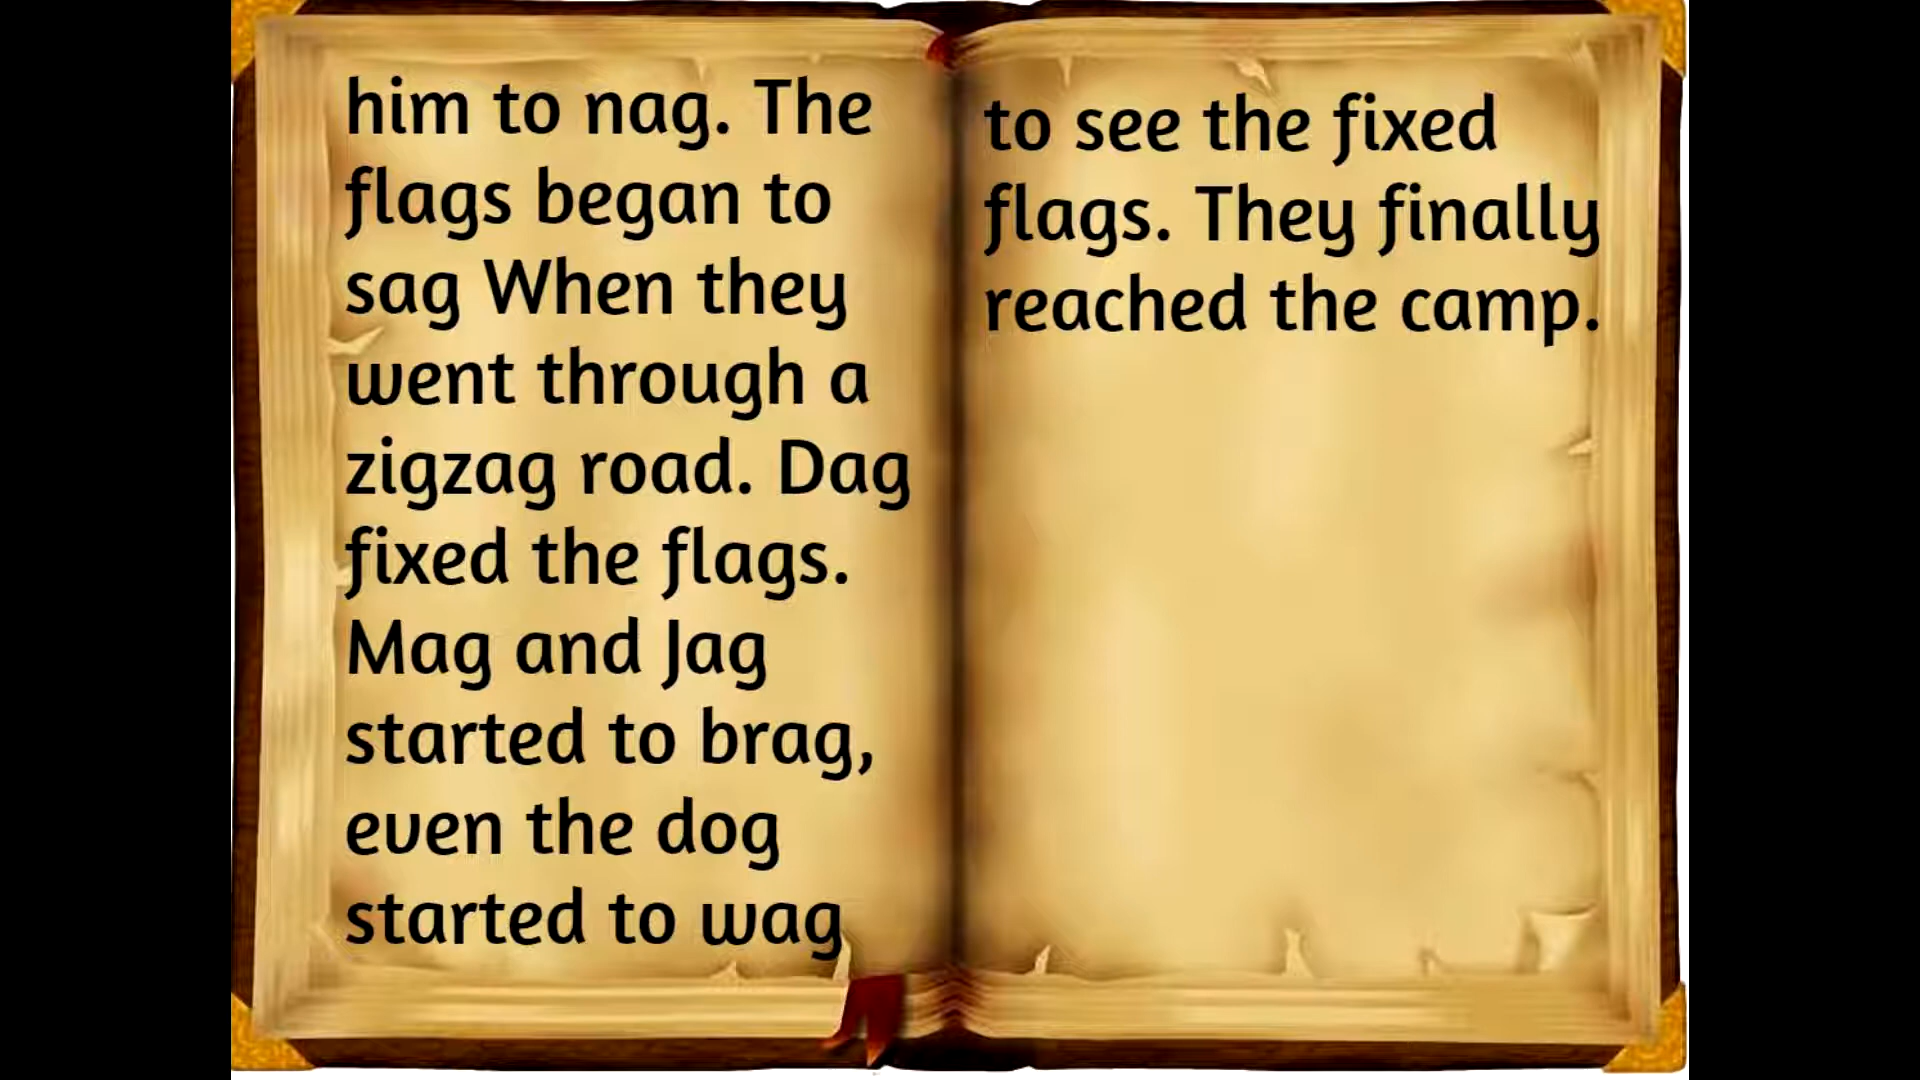 him to nag. The
flags began to
sag When they
went through a
zigzag road. Dag
fixed the flags.
Mag and Jag
started to brag,
even the dog
started to wag
to see the fixed
flags. They finally
reached the camp.